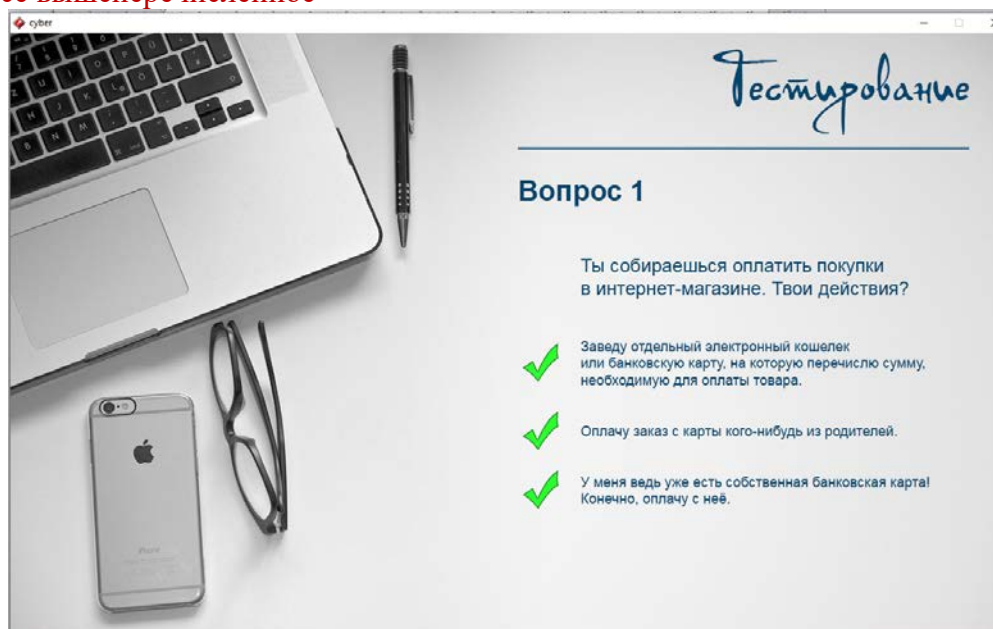 вышеперечисленное
cyber
Тестирование
Вопрос 1
Ты собираешься оплатить покупки
в интернет-магазине. Твои действия?
Заведу отдельный электронный кошелек
или банковскую карту, на которую перечислю сумму,
необходимую для оплаты товара.
Оплачу заказ с карты кого-нибудь из родителей.
У меня ведь уже есть собственная банковская карта!
Конечно, оплачу с неё.
iPhone